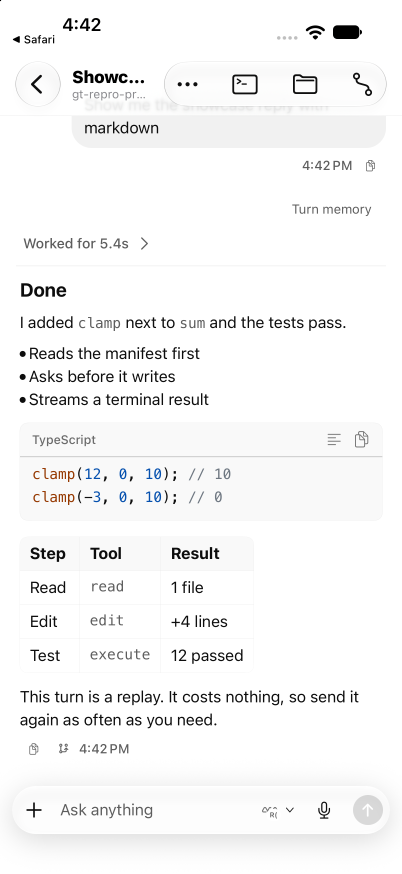 4:42
Safari
Showc...
gt-repro-pr...
Show me the showcase reply with
markdown
4:42 PM
Turn memory
Worked for 5.4s
Done
I added clamp next to sum and the tests pass.
• Reads the manifest first
• Asks before it writes
• Streams a terminal result
TypeScript
clamp(12, 0, 10); // 10
clamp(-3, 0, 10); // 0
Step Tool Result
Read read 1 file
Edit edit +4 lines
Test execute 12 passed
This turn is a replay. It costs nothing, so send it
again as often as you need.
4:42 PM
Ask anything